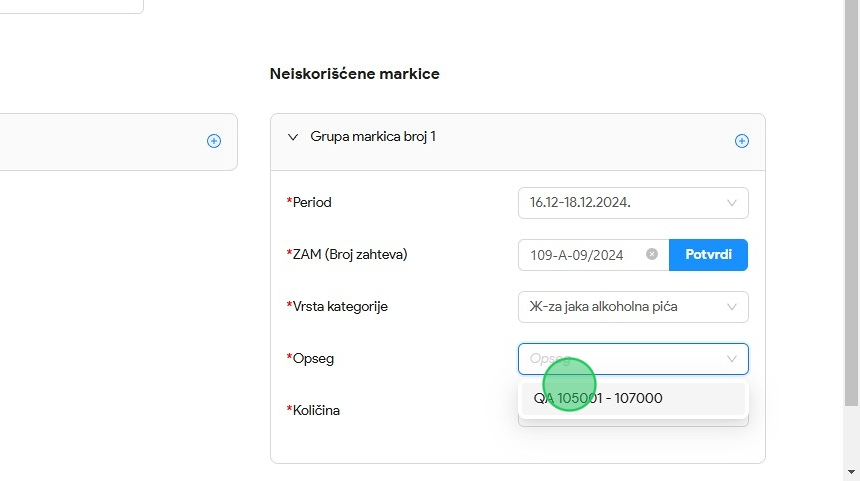 Neiskorišćene markice
Grupa markica broj 1
*Period
16.12-18.12.2024.
*ZAM (Broj zahteva)
109-A-09/2024
Potvrdi
*Vrsta kategorije
Ж-za jaka alkoholna pića
*Opseg
Opseg
QA 105001 - 107000
*Količina